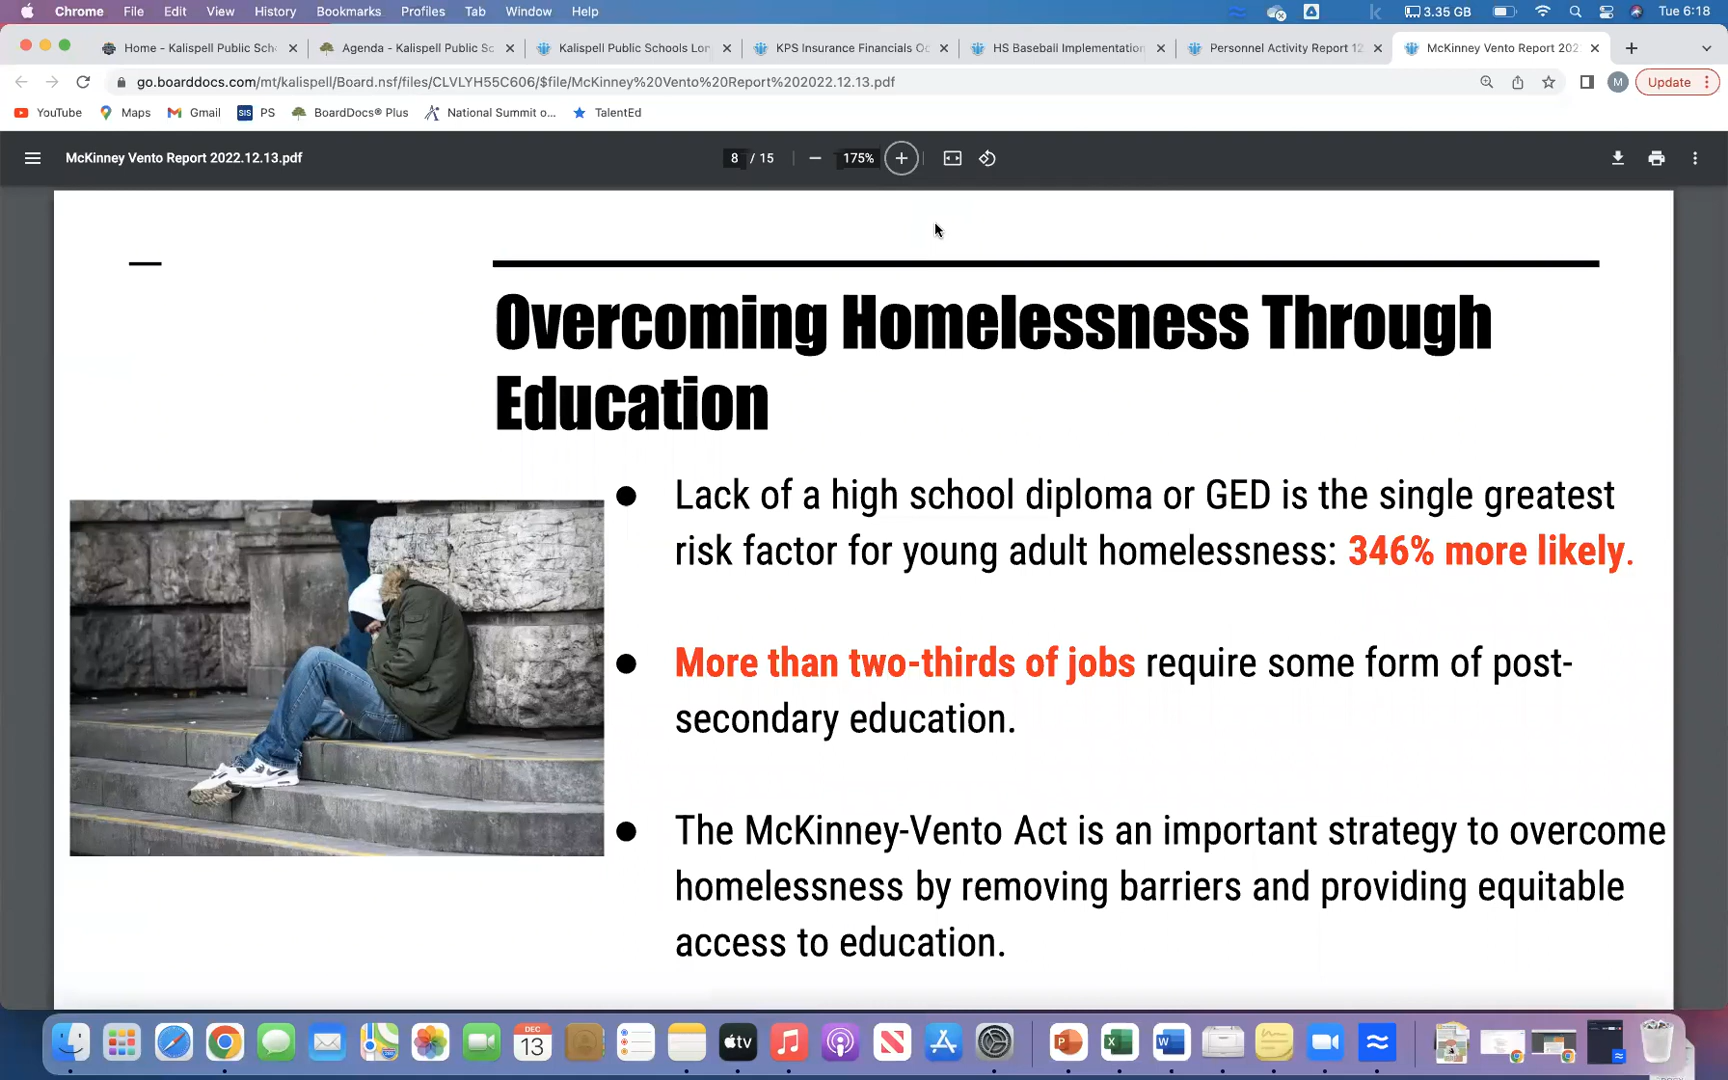 Chrome File Edit View History Bookmarks Profiles Tab Window Help 3.35 GB Tue 6:18
Home - Kalispell Public Sch Agenda - Kalispell Public Sc Kalispell Public Schools Lon KPS Insurance Financials Oc HS Baseball Implementation Personnel Activity Report 12 McKinney Vento Report 202
go.boarddocs.com/mt/kalispell/Board.nsf/files/CLVLYH55C606/$file/McKinney%20Vento%20Report%202022.12.13.pdf M Update
YouTube Maps Gmail SIS PS BoardDocs® Plus National Summit o... TalentEd
McKinney Vento Report 2022.12.13.pdf 8 / 15 175%
Overcoming Homelessness Through
Education
● Lack of a high school diploma or GED is the single greatest
risk factor for young adult homelessness: 346% more likely.
● More than two-thirds of jobs require some form of post-
secondary education.
● The McKinney-Vento Act is an important strategy to overcome
homelessness by removing barriers and providing equitable
access to education.
DEC
13
tv
P
X
W